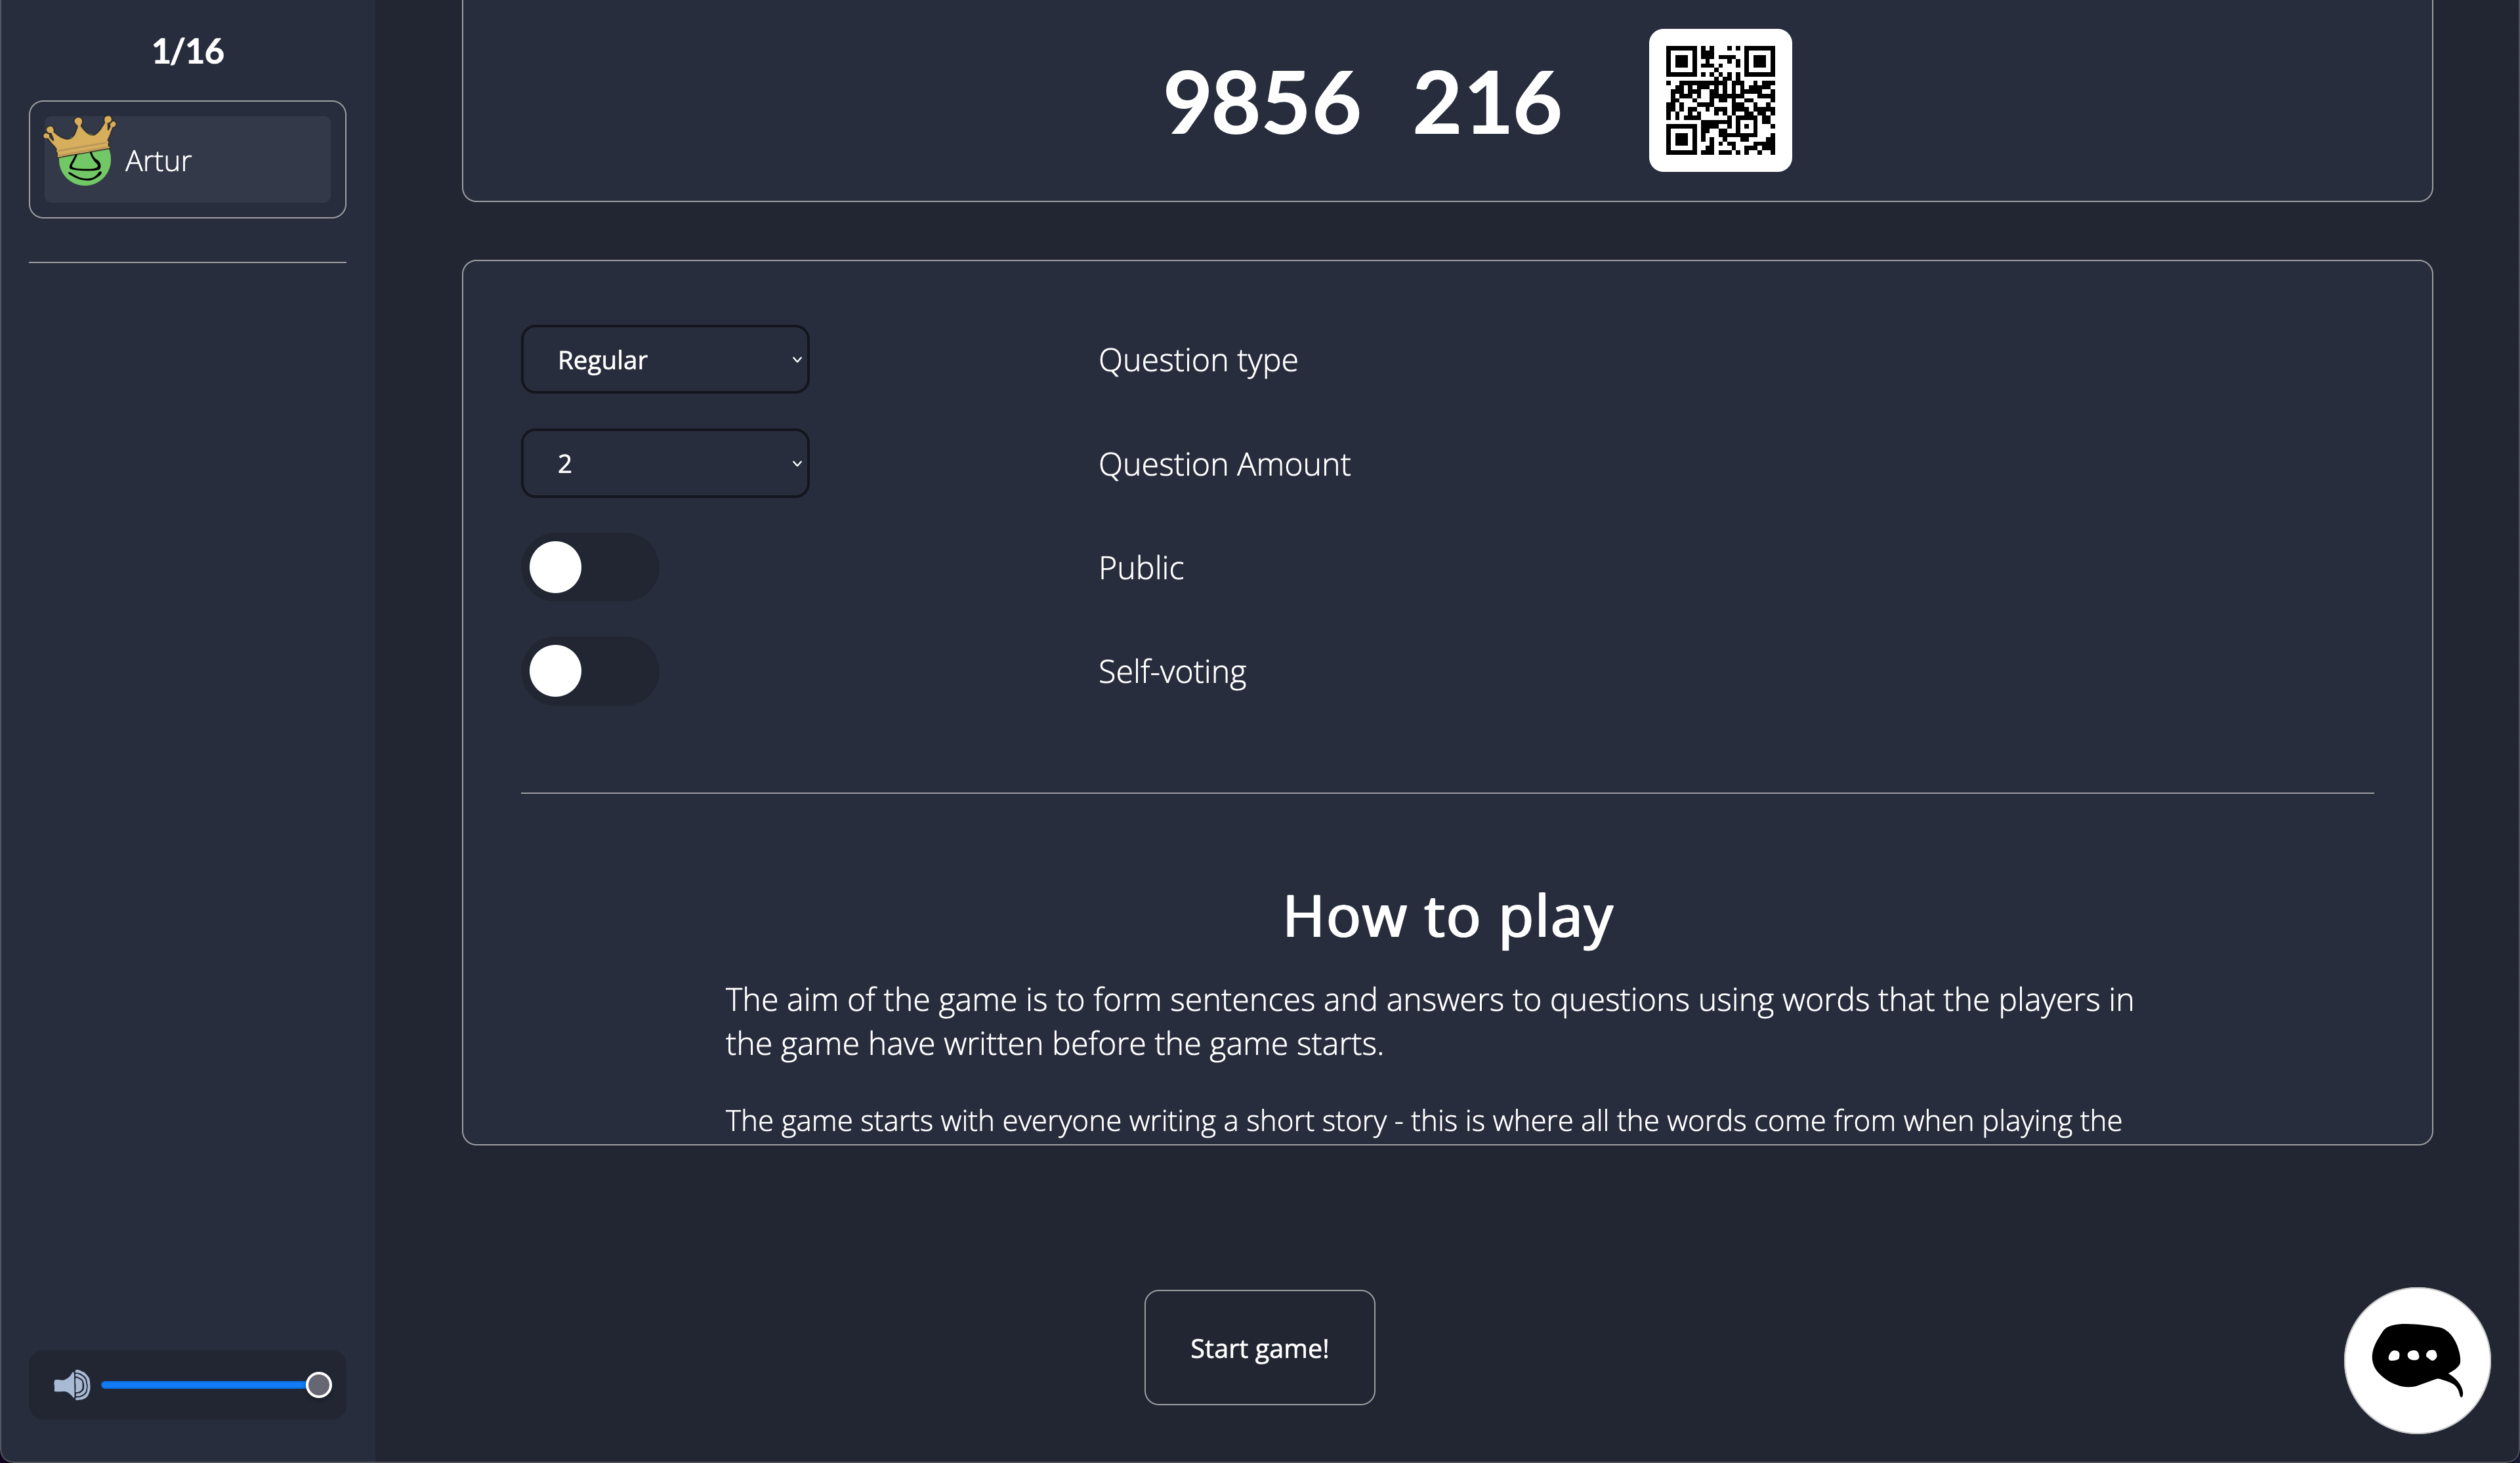 1/16
Artur
9856 216
Regular
Question type
2
Question Amount
Public
Self-voting
How to play
The aim of the game is to form sentences and answers to questions using words that the players in
the game have written before the game starts.
The game starts with everyone writing a short story - this is where all the words come from when playing the
Start game!